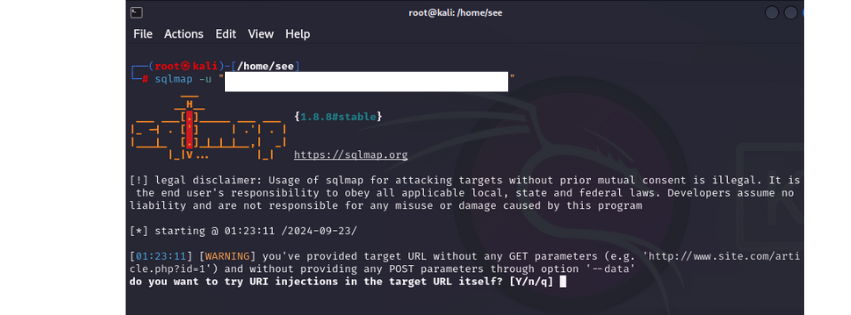 root@kali: /home/see
File Actions Edit View Help
┌──(root㉿kali)-[/home/see]
└─# sqlmap -u " "
___
__H__
___ ___[.]_____ ___ ___ {1.8.8#stable}
|_ -| . ['] | .'| . |
|___|_ [.]_|_|_|__,| _|
|_|V... |_| https://sqlmap.org
[!] legal disclaimer: Usage of sqlmap for attacking targets without prior mutual consent is illegal. It is
the end user's responsibility to obey all applicable local, state and federal laws. Developers assume no
liability and are not responsible for any misuse or damage caused by this program
[*] starting @ 01:23:11 /2024-09-23/
[01:23:11] [WARNING] you've provided target URL without any GET parameters (e.g. 'http://www.site.com/arti
cle.php?id=1') and without providing any POST parameters through option '--data'
do you want to try URI injections in the target URL itself? [Y/n/q]